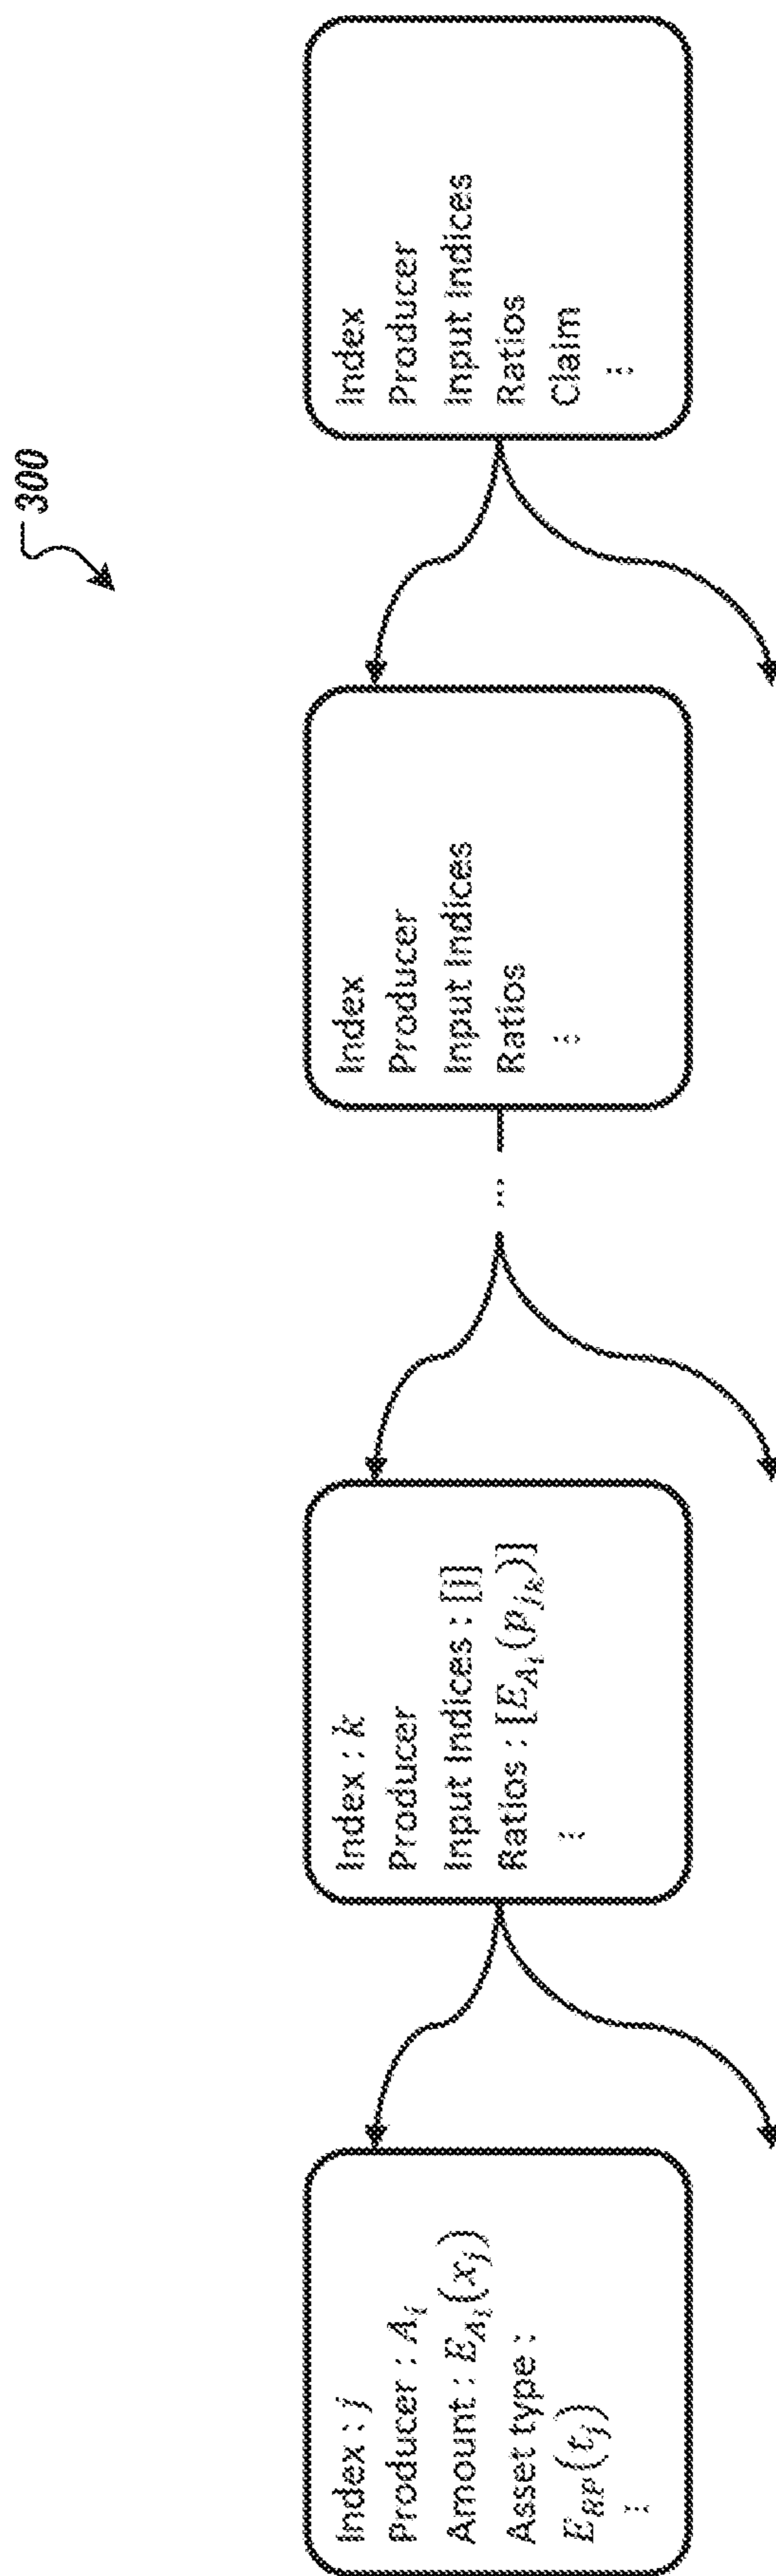 300
Index : j
Producer : A_i
Amount : E_{A_i}(x_j)
Asset type :
E_{RP}(t_j)
⋮
Index : k
Producer
Input Indices : [j]
Ratios : [E_{A_i}(p_{j_k})]
⋮
...
Index
Producer
Input Indices
Ratios
⋮
Index
Producer
Input Indices
Ratios
Claim
⋮